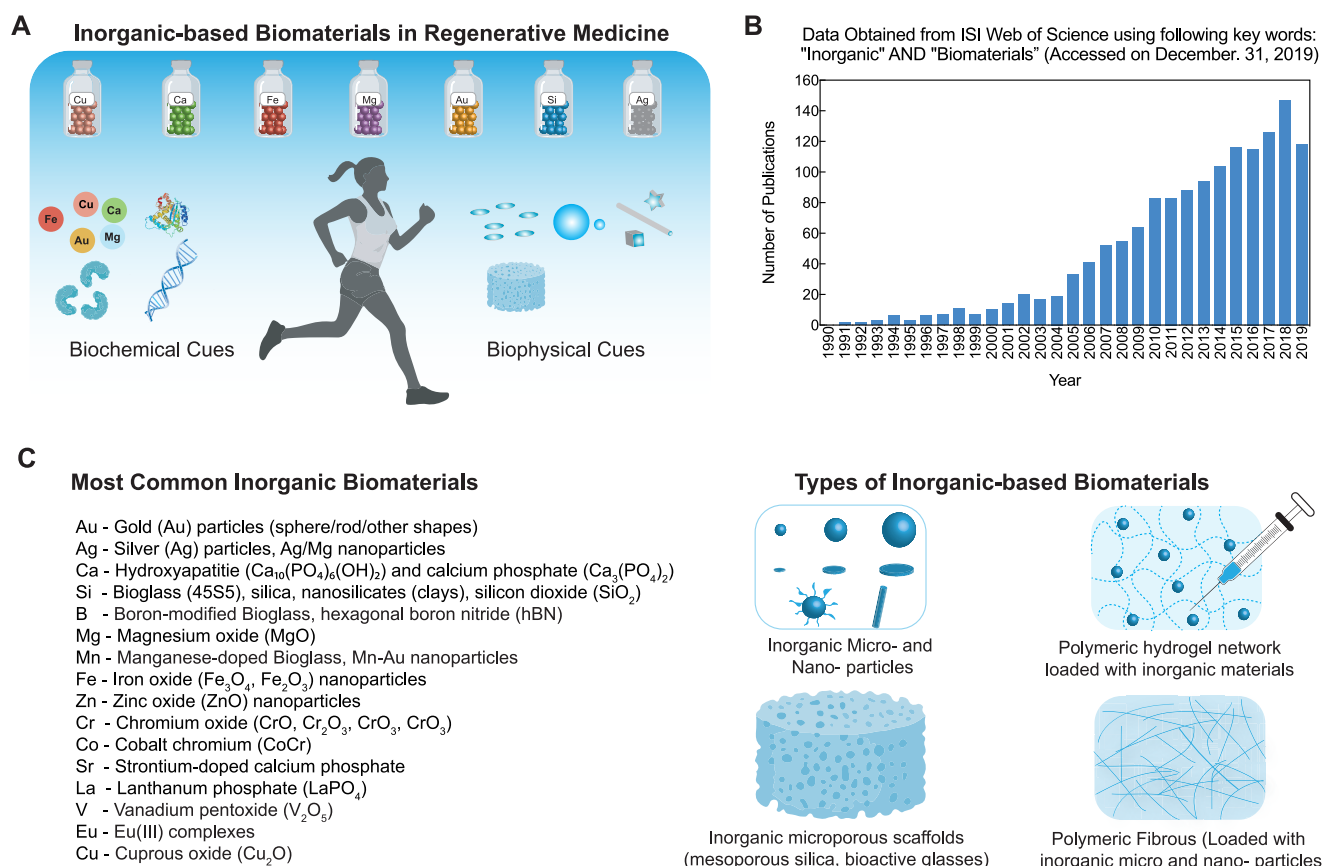 A
Inorganic-based Biomaterials in Regenerative Medicine
Cu
Ca
Fe
Mg
Au
Si
Ag
Fe
Cu
Ca
Au
Mg
Biochemical Cues
Biophysical Cues
B
Data Obtained from ISI Web of Science using following key words:
"Inorganic" AND "Biomaterials” (Accessed on December. 31, 2019)
Number of Publications
160
140
120
100
80
60
40
20
0
1990
1991
1992
1993
1994
1995
1996
1997
1998
1999
2000
2001
2002
2003
2004
2005
2006
2007
2008
2009
2010
2011
2012
2013
2014
2015
2016
2017
2018
2019
Year
C
Most Common Inorganic Biomaterials
Au - Gold (Au) particles (sphere/rod/other shapes)
Ag - Silver (Ag) particles, Ag/Mg nanoparticles
Ca - Hydroxyapatitie (Ca₁₀(PO₄)₆(OH)₂) and calcium phosphate (Ca₃(PO₄)₂)
Si - Bioglass (45S5), silica, nanosilicates (clays), silicon dioxide (SiO₂)
B - Boron-modified Bioglass, hexagonal boron nitride (hBN)
Mg - Magnesium oxide (MgO)
Mn - Manganese-doped Bioglass, Mn-Au nanoparticles
Fe - Iron oxide (Fe₃O₄, Fe₂O₃) nanoparticles
Zn - Zinc oxide (ZnO) nanoparticles
Cr - Chromium oxide (CrO, Cr₂O₃, CrO₃, CrO₃)
Co - Cobalt chromium (CoCr)
Sr - Strontium-doped calcium phosphate
La - Lanthanum phosphate (LaPO₄)
V - Vanadium pentoxide (V₂O₅)
Eu - Eu(III) complexes
Cu - Cuprous oxide (Cu₂O)
Types of Inorganic-based Biomaterials
Inorganic Micro- and
Nano- particles
Polymeric hydrogel network
loaded with inorganic materials
Inorganic microporous scaffolds
(mesoporous silica, bioactive glasses)
Polymeric Fibrous (Loaded with
inorganic micro and nano- particles